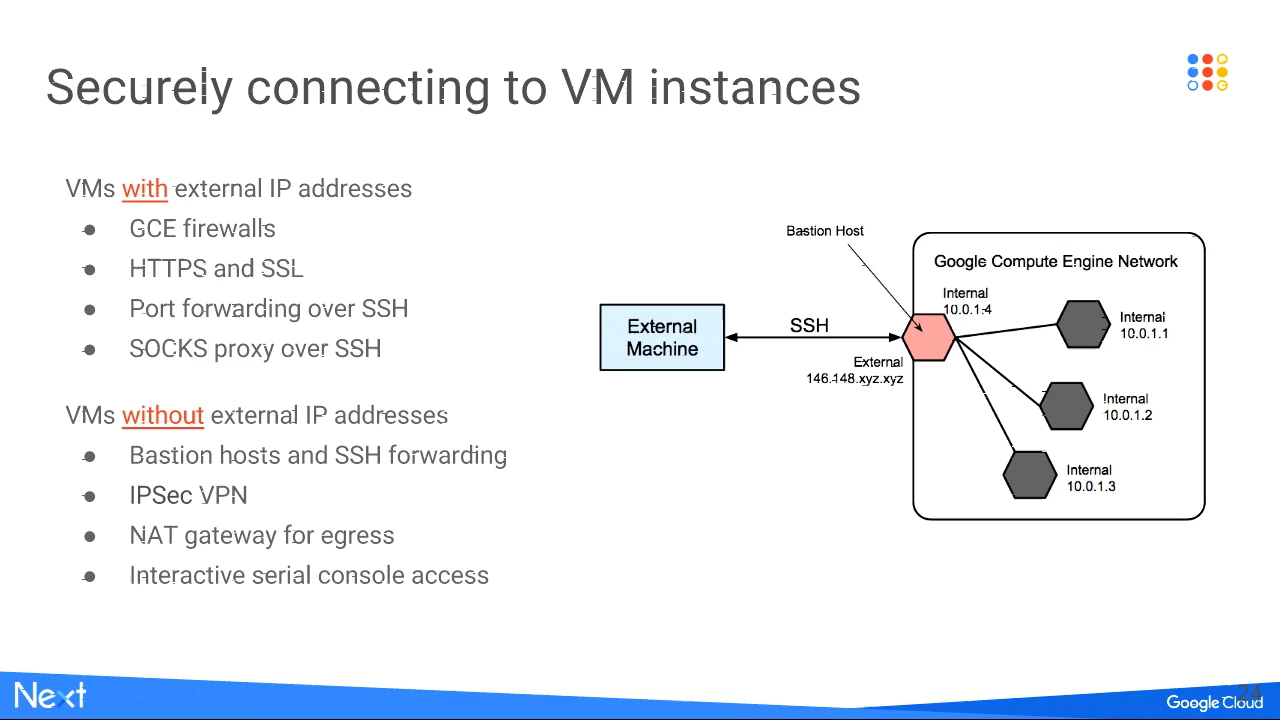 Securely connecting to VM instances
VMs with external IP addresses
● GCE firewalls
● HTTPS and SSL
● Port forwarding over SSH
● SOCKS proxy over SSH
VMs without external IP addresses
● Bastion hosts and SSH forwarding
● IPSec VPN
● NAT gateway for egress
● Interactive serial console access
Bastion Host
Google Compute Engine Network
Internal
10.0.1.4
External
Machine
SSH
External
146.148.xyz.xyz
Internal
10.0.1.1
Internal
10.0.1.2
Internal
10.0.1.3
Next
Google Cloud
24